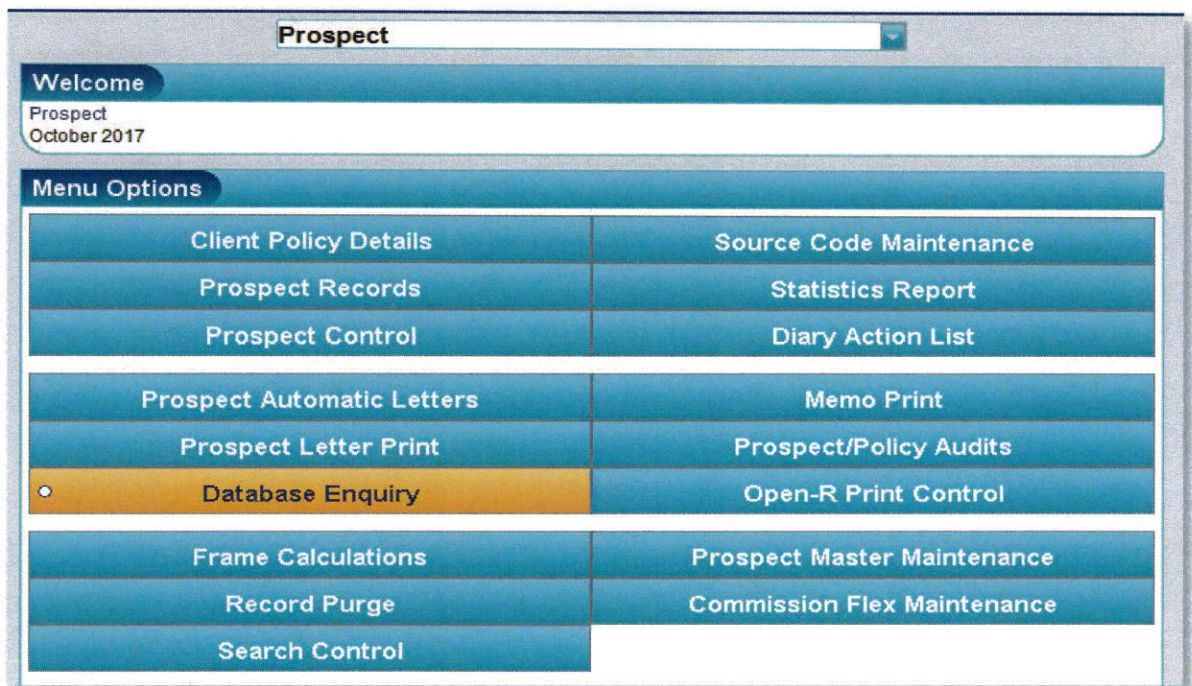 Prospect
Welcome
Prospect
October 2017
Menu Options
Client Policy Details
Source Code Maintenance
Prospect Records
Statistics Report
Prospect Control
Diary Action List
Prospect Automatic Letters
Memo Print
Prospect Letter Print
Prospect/Policy Audits
Database Enquiry
Open-R Print Control
Frame Calculations
Prospect Master Maintenance
Record Purge
Commission Flex Maintenance
Search Control